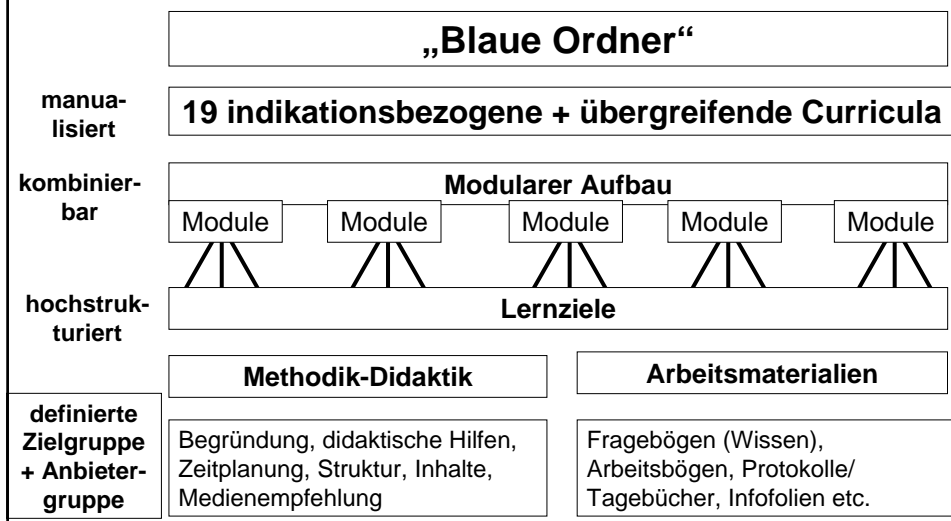 „Blaue Ordner“
manua-
lisiert
19 indikationsbezogene + übergreifende Curricula
kombinier-
bar
Modularer Aufbau
Module Module Module Module Module
hochstruk-
turiert
Lernziele
Methodik-Didaktik
Arbeitsmaterialien
definierte
Zielgruppe
+ Anbieter-
gruppe
Begründung, didaktische Hilfen,
Zeitplanung, Struktur, Inhalte,
Medienempfehlung
Fragebögen (Wissen),
Arbeitsbögen, Protokolle/
Tagebücher, Infofolien etc.